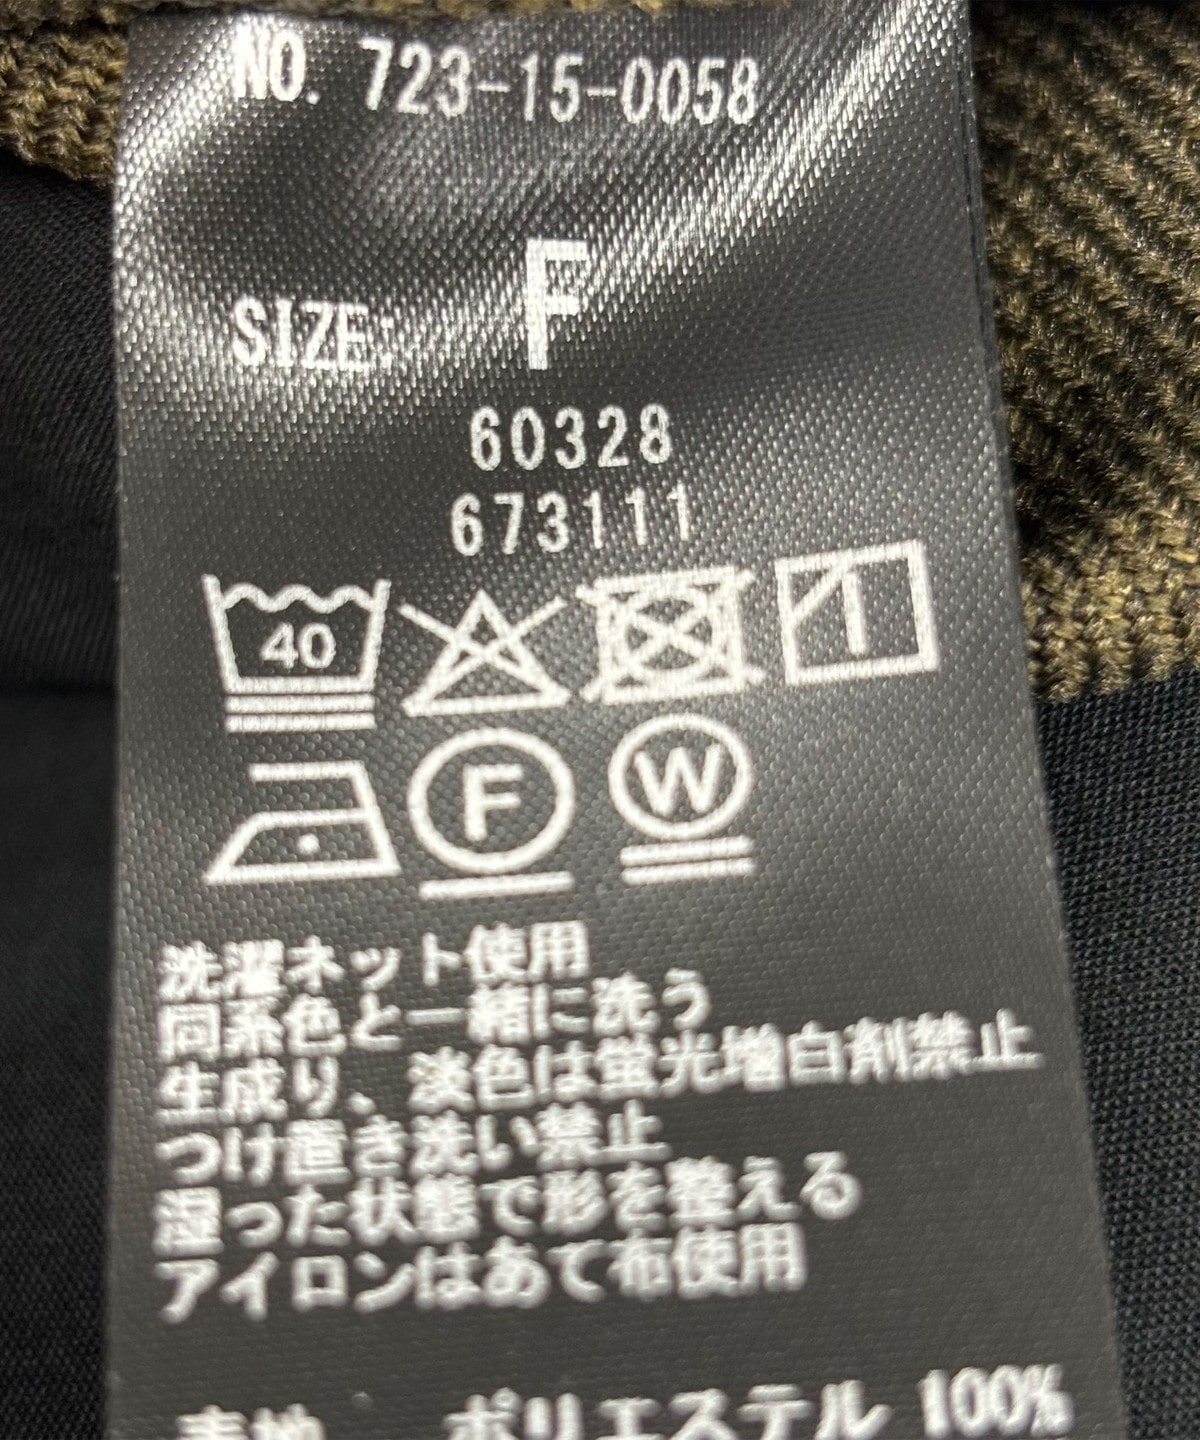 NO. 723-15-0058
SIZE: F
60328
673111
40
F W
洗濯ネット使用
同系色と一緒に洗う
生成り、淡色は蛍光増白剤禁止
つけ置き洗い禁止
湿った状態で形を整える
アイロンはあて布使用
表地 ポリエステル 100%